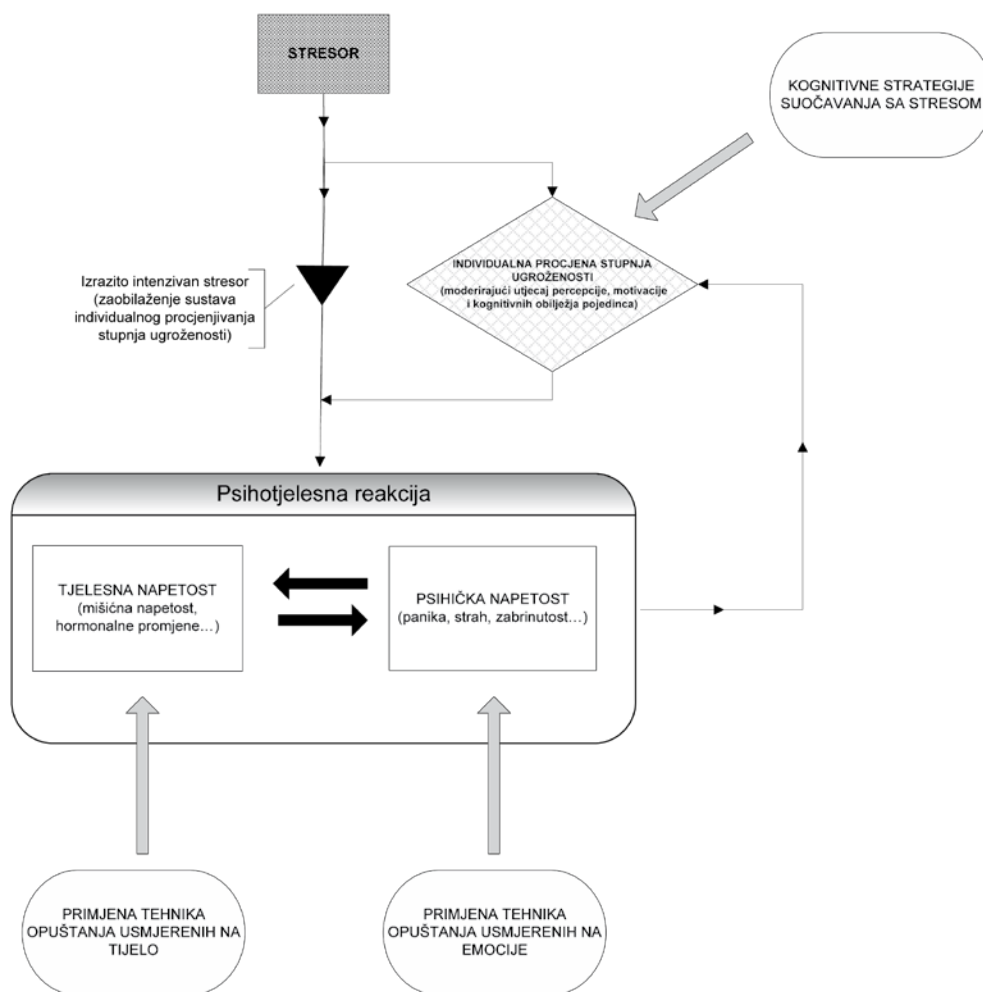 STRESOR
KOGNITIVNE STRATEGIJE
SUOČAVANJA SA STRESOM
INDIVIDUALNA PROCJENA STUPNJA
UGROŽENOSTI
(moderirajući utjecaj percepcije, motivacije
i kognitivnih obilježja pojedinca)
Izrazito intenzivan stresor
(zaobilaženje sustava
individualnog procjenjivanja
stupnja ugroženosti)
Psihotjelesna reakcija
TJELESNA NAPETOST
(mišićna napetost,
hormonalne promjene…)
PSIHIČKA NAPETOST
(panika, strah, zabrinutost…)
PRIMJENA TEHNIKA
OPUŠTANJA USMJERENIH NA
TIJELO
PRIMJENA TEHNIKA
OPUŠTANJA USMJERENIH NA
EMOCIJE